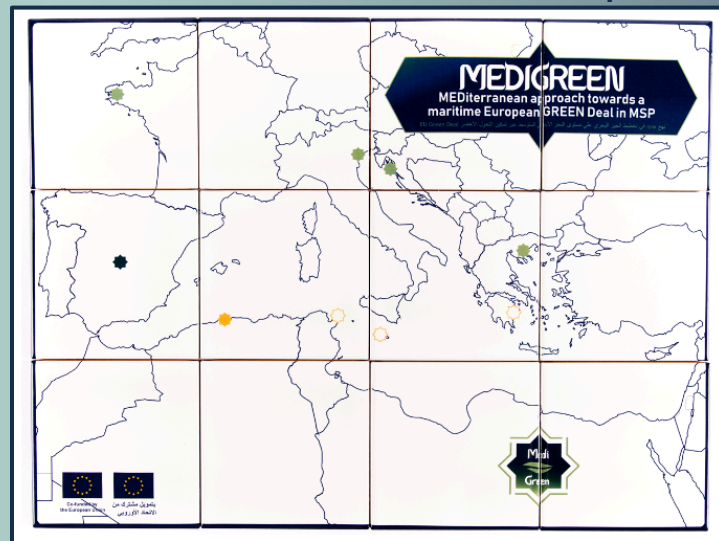 MEDIGREEN
MEDiterranean approach towards a
maritime European GREEN Deal in MSP
Medi
Green
Co-funded by
the European Union
بتمويل مشترك من
الاتحاد الأوروبي